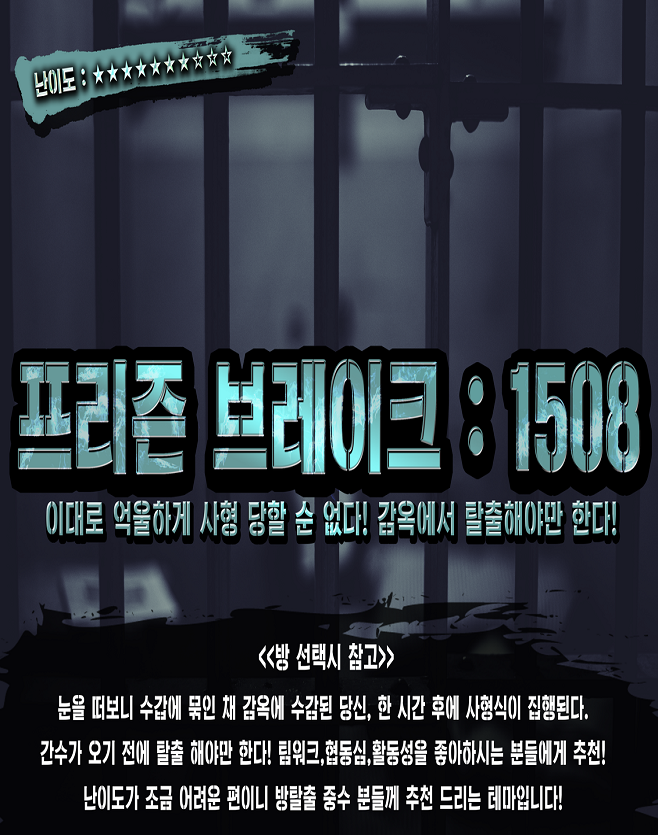 난이도 : ★★★★★★★☆☆☆
프리즌 브레이크 : 1508
이대로 억울하게 사형 당할 순 없다! 감옥에서 탈출해야만 한다!
<<방 선택시 참고>>
눈을 떠보니 수갑에 묶인 채 감옥에 수감된 당신, 한 시간 후에 사형식이 집행된다.
간수가 오기 전에 탈출 해야만 한다! 팀워크,협동심,활동성을 좋아하시는 분들에게 추천!
난이도가 조금 어려운 편이니 방탈출 중수 분들께 추천 드리는 테마입니다!